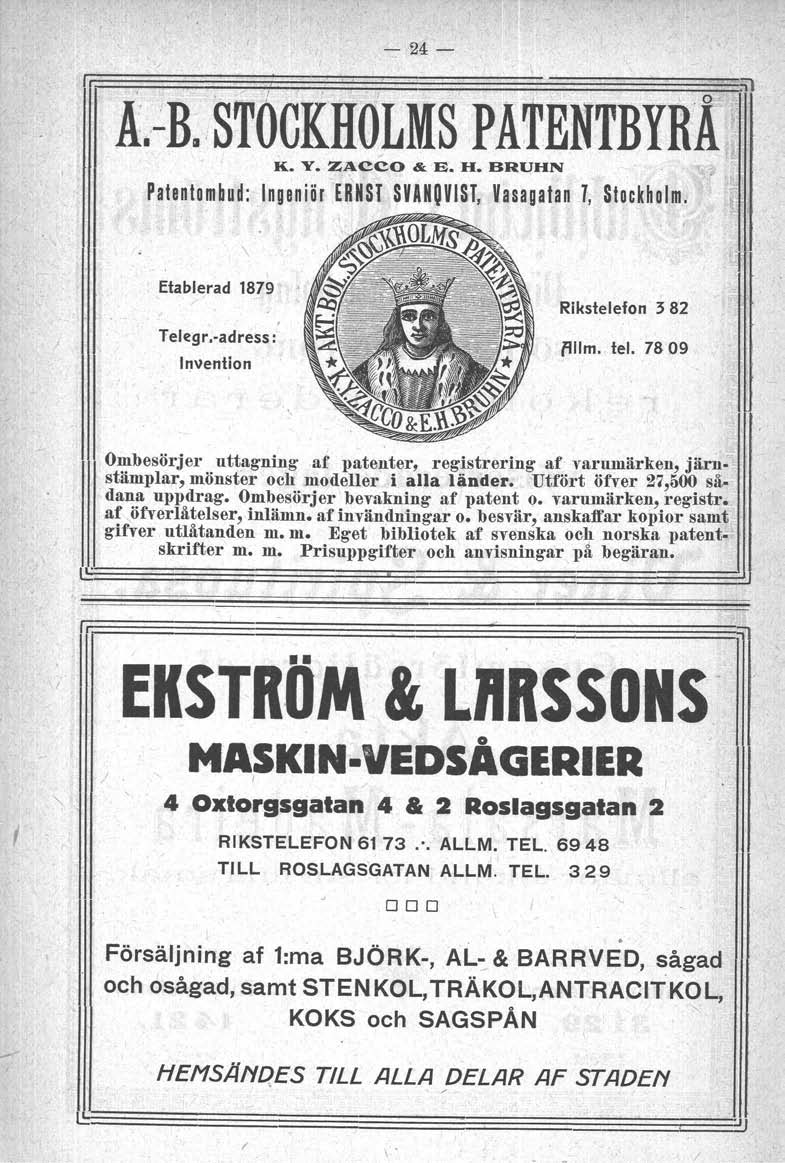 — 24 —
A.-B. STOCKHOLMS PATENTBYRÅ
K. Y. ZACCO & E. H. BRUHN
Patentombud: Ingeniör ERNST SVANQVIST, Vasagatan 7, Stockholm.
Etablerad 1879
Telegr.-adress:
Invention
AKT. BOL. STOCKHOLMS PATENTBYRÅ
K.Y. ZACCO & E.H. BRUHN
Rikstelefon 3 82
Allm. tel. 78 09
Ombesörjer uttagning af patenter, registrering af varumärken, järn-
stämplar, mönster och modeller i alla länder. Utfört öfver 27,500 så-
dana uppdrag. Ombesörjer bevakning af patent o. varumärken, registr.
af öfverlåtelser, inlämn. af invändningar o. besvär, anskaffar kopior samt
gifver utlåtanden m. m. Eget bibliotek af svenska och norska patent-
skrifter m. m. Prisuppgifter och anvisningar på begäran.
EKSTRÖM & LARSSONS
MASKIN-VEDSÅGERIER
4 Oxtorgsgatan 4 & 2 Roslagsgatan 2
RIKSTELEFON 61 73 .·. ALLM. TEL. 69 48
TILL ROSLAGSGATAN ALLM. TEL. 3 2 9
□ □ □
Försäljning af 1:ma BJÖRK-, AL- & BARRVED, sågad
och osågad, samt STENKOL, TRÄKOL, ANTRACITKOL,
KOKS och SAGSPÅN
HEMSÄNDES TILL ALLA DELAR AF STADEN